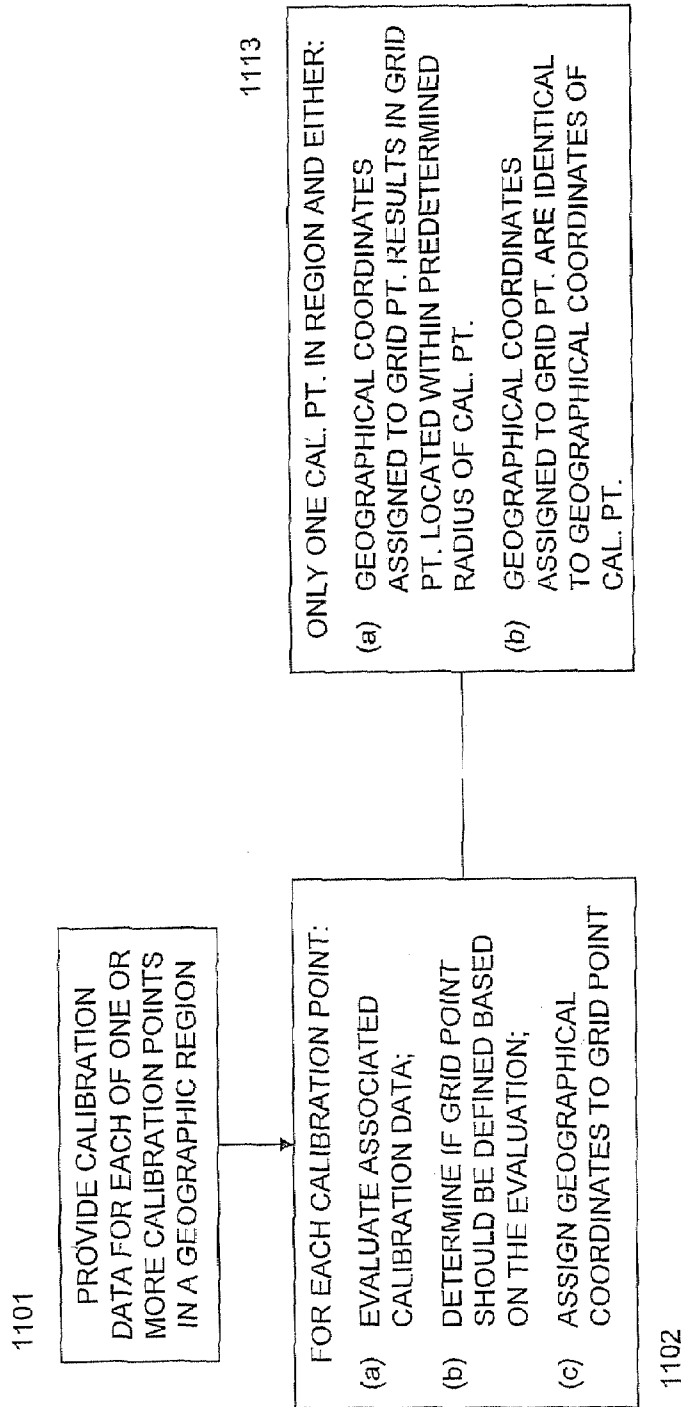 1101
PROVIDE CALIBRATION
DATA FOR EACH OF ONE OR
MORE CALIBRATION POINTS
IN A GEOGRAPHIC REGION
FOR EACH CALIBRATION POINT:
(a) EVALUATE ASSOCIATED
CALIBRATION DATA;
(b) DETERMINE IF GRID POINT
SHOULD BE DEFINED BASED
ON THE EVALUATION;
(c) ASSIGN GEOGRAPHICAL
COORDINATES TO GRID POINT
1102
1113
ONLY ONE CAL. PT. IN REGION AND EITHER:
(a) GEOGRAPHICAL COORDINATES
ASSIGNED TO GRID PT. RESULTS IN GRID
PT. LOCATED WITHIN PREDETERMINED
RADIUS OF CAL. PT.
(b) GEOGRAPHICAL COORDINATES
ASSIGNED TO GRID PT. ARE IDENTICAL
TO GEOGRAPHICAL COORDINATES OF
CAL. PT.